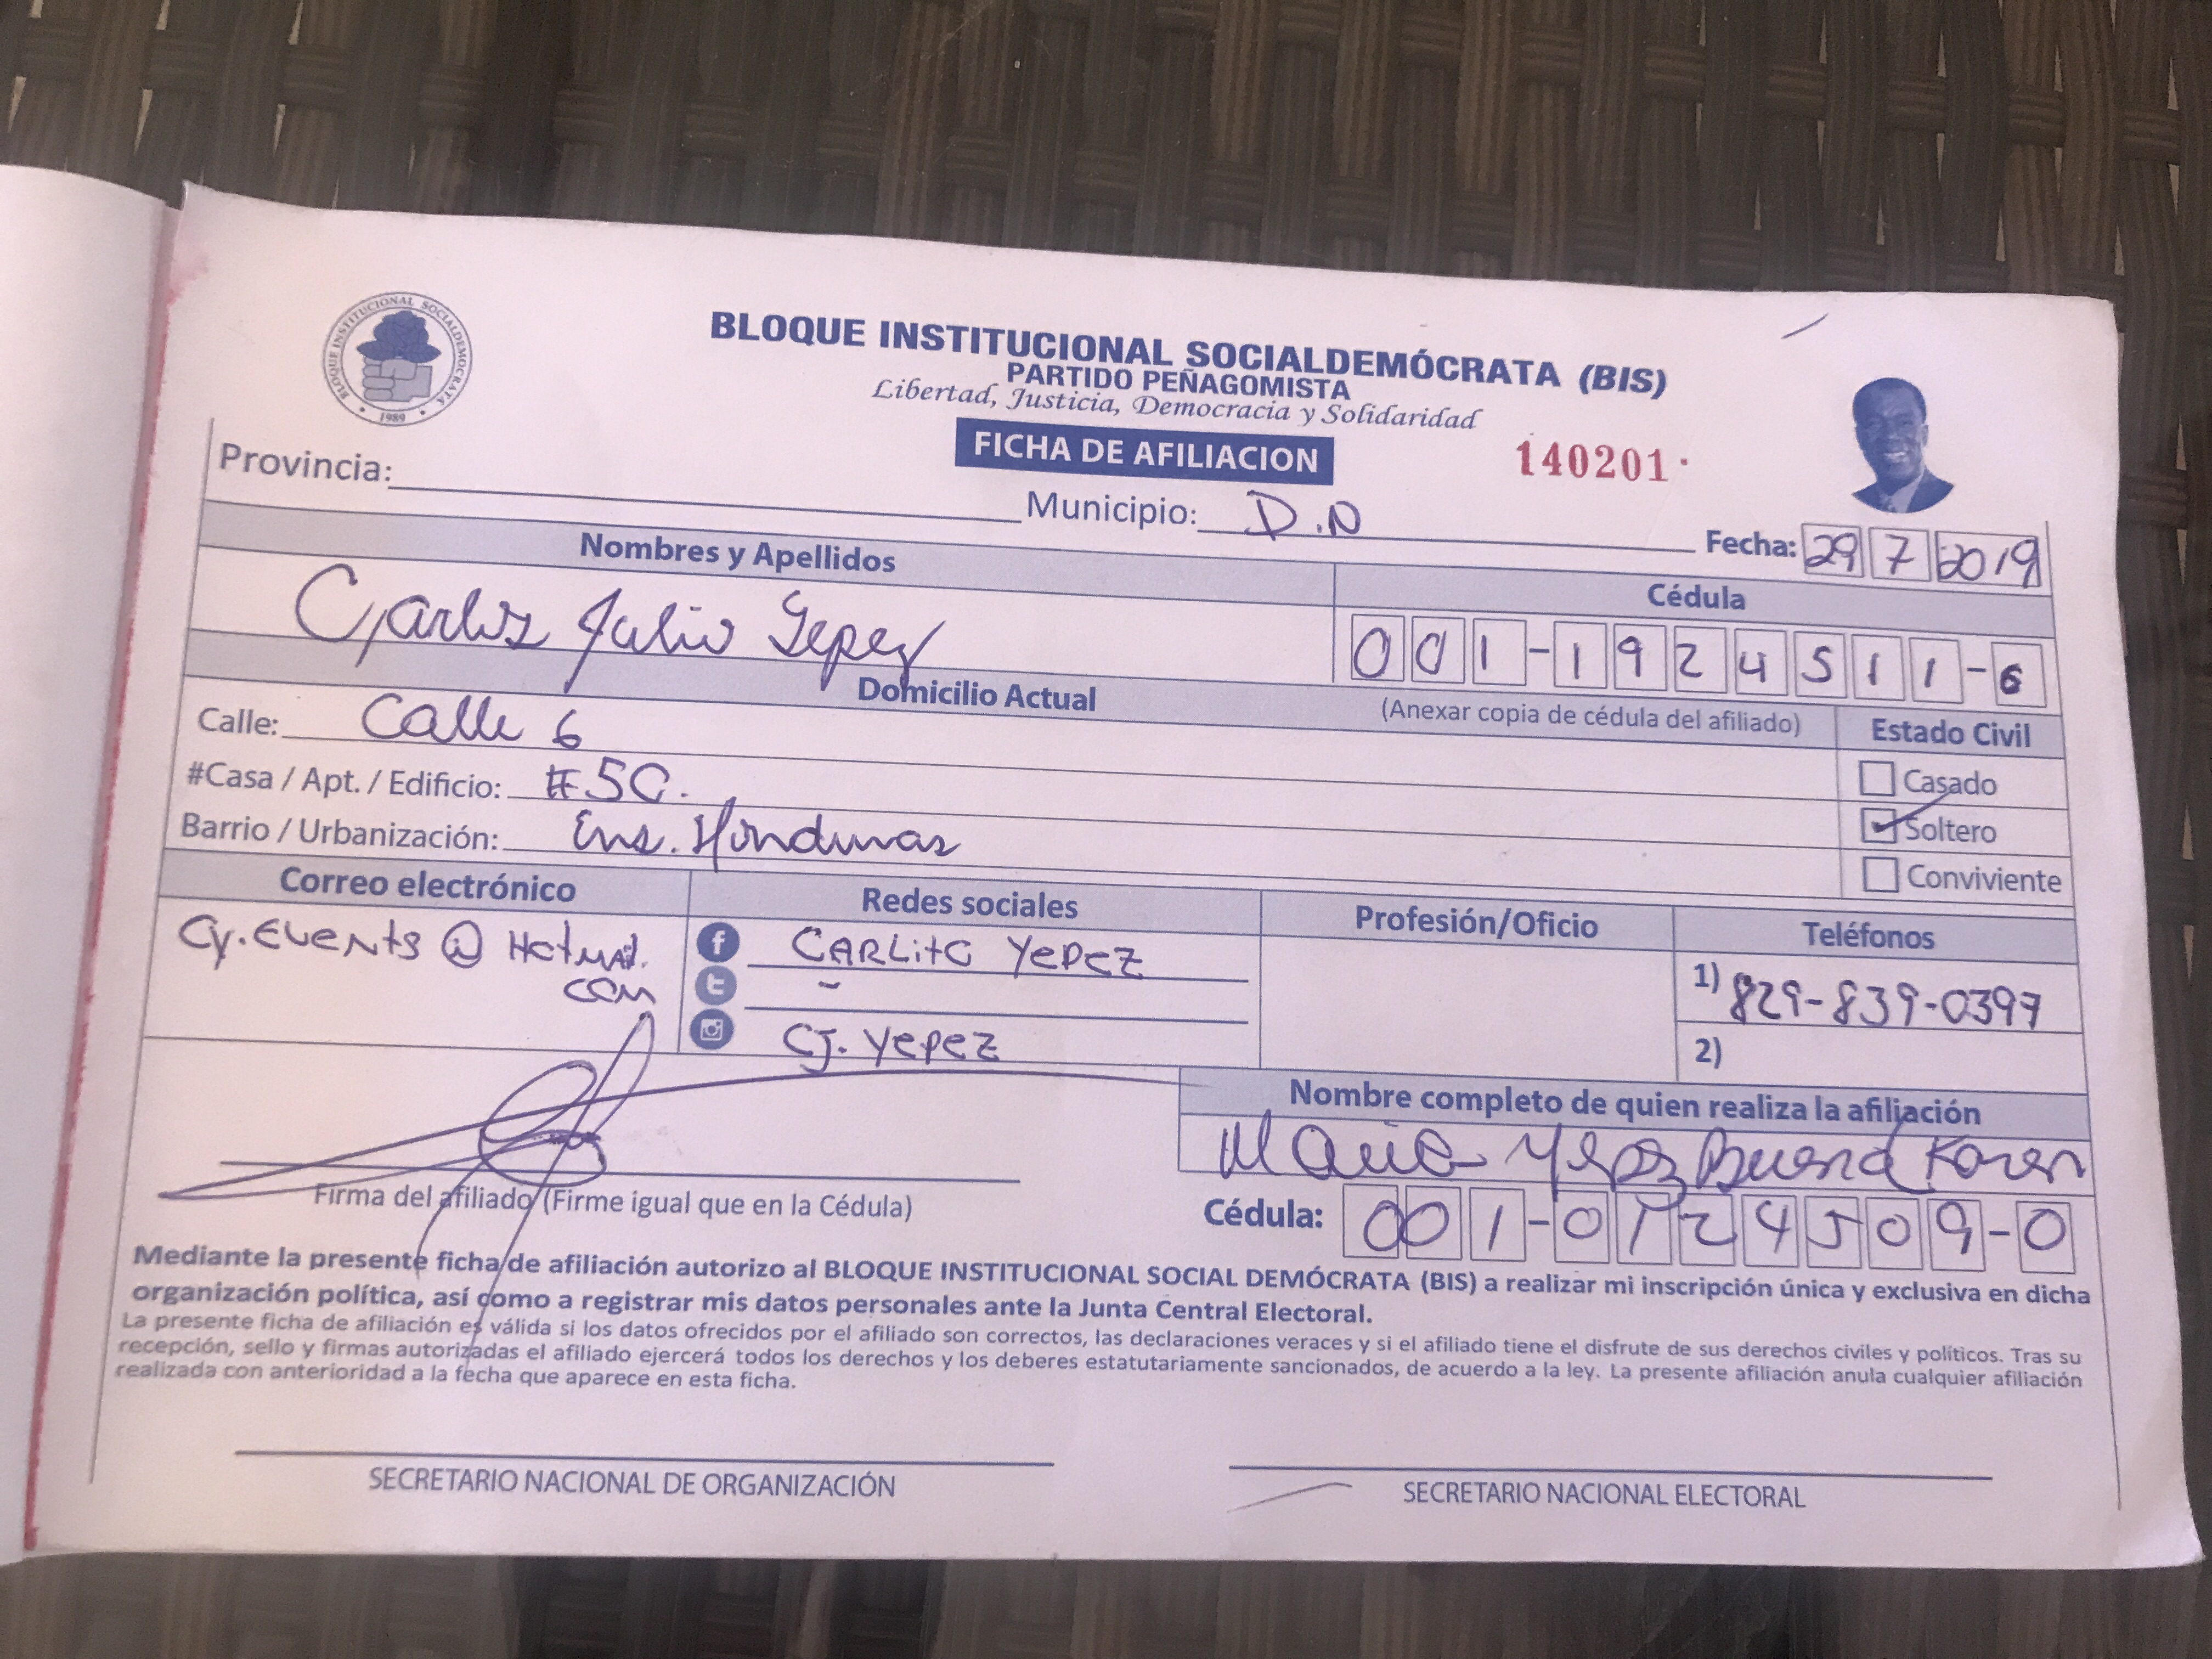 BLOQUE INSTITUCIONAL SOCIALDEMOCRATA
1989
BLOQUE INSTITUCIONAL SOCIALDEMÓCRATA (BIS)
PARTIDO PEÑAGOMISTA
Libertad, Justicia, Democracia y Solidaridad
FICHA DE AFILIACION
140201
Provincia:
Municipio: D.N
Fecha: 29 7 2019
Nombres y Apellidos
Cédula
Carlos Julio Yepez
001-1924511-6
Domicilio Actual
(Anexar copia de cédula del afiliado)
Estado Civil
Calle: Calle 6
Casado
#Casa / Apt. / Edificio: #5C.
Soltero
Barrio / Urbanización: Ens. Honduras
Conviviente
Correo electrónico
Redes sociales
Profesión/Oficio
Teléfonos
Cy.Events @ Hotmail.
com
f CARLitO YePeZ
t -
CJ. YePeZ
1) 829-839-0397
2)
Nombre completo de quien realiza la afiliación
Maria Yepez Buena
Firma del afiliado (Firme igual que en la Cédula)
Cédula: 001-0124509-0
Mediante la presente ficha de afiliación autorizo al BLOQUE INSTITUCIONAL SOCIAL DEMÓCRATA (BIS) a realizar mi inscripción única y exclusiva en dicha
organización política, así como a registrar mis datos personales ante la Junta Central Electoral.
La presente ficha de afiliación es válida si los datos ofrecidos por el afiliado son correctos, las declaraciones veraces y si el afiliado tiene el disfrute de sus derechos civiles y políticos. Tras su
recepción, sello y firmas autorizadas el afiliado ejercerá todos los derechos y los deberes estatutariamente sancionados, de acuerdo a la ley. La presente afiliación anula cualquier afiliación
realizada con anterioridad a la fecha que aparece en esta ficha.
SECRETARIO NACIONAL DE ORGANIZACIÓN
SECRETARIO NACIONAL ELECTORAL